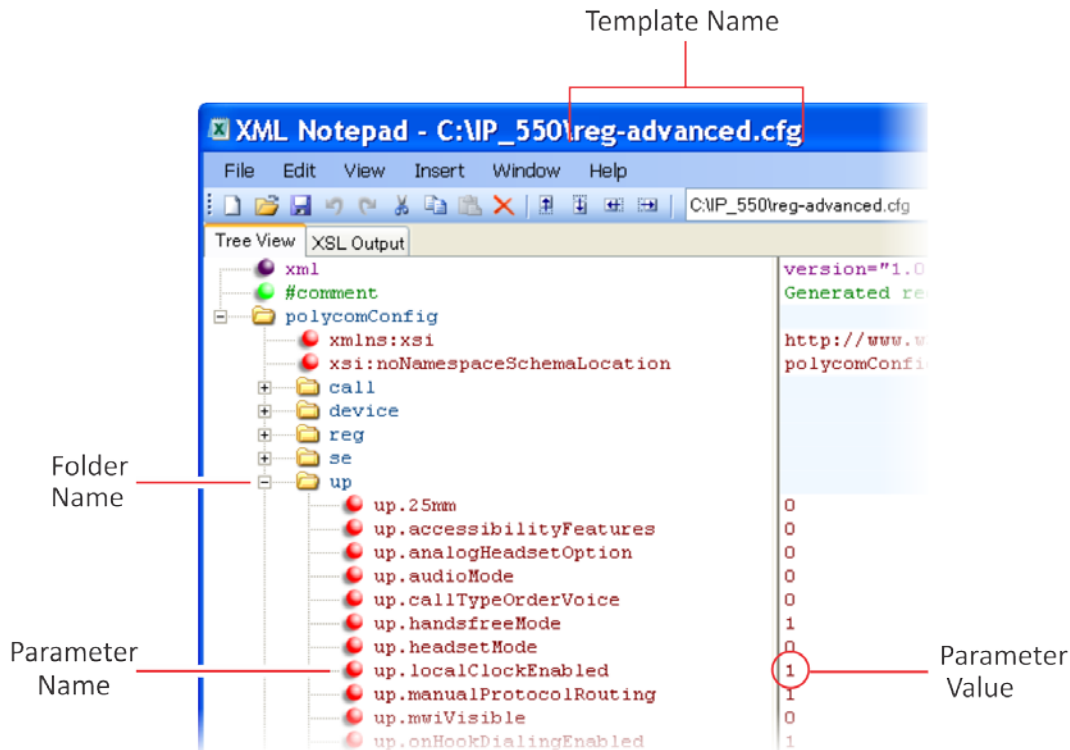 Template Name
XML Notepad - C:\IP_550\reg-advanced.cfg
File Edit View Insert Window Help
C:\IP_550\reg-advanced.cfg
Tree View XSL Output
xml version="1.0
#comment Generated re
polycomConfig
xmlns:xsi http://www.w
xsi:noNamespaceSchemaLocation polycomConfi
call
device
reg
se
Folder Name
up
up.25mm 0
up.accessibilityFeatures 0
up.analogHeadsetOption 0
up.audioMode 0
up.callTypeOrderVoice 0
up.handsfreeMode 1
up.headsetMode 0
Parameter Name
up.localClockEnabled 1
Parameter Value
up.manualProtocolRouting 1
up.mwiVisible 0
up.onHookDialingEnabled 1